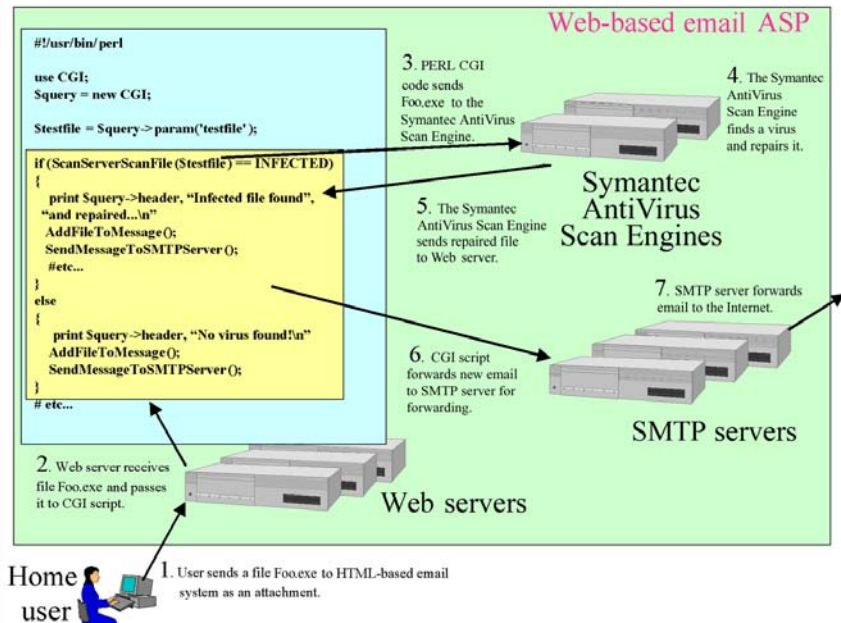 Web-based email ASP
#!/usr/bin/perl
use CGI;
$query = new CGI;
$testfile = $query->param('testfile');
if (ScanServerScanFile($testfile) == INFECTED)
{
print $query->header, “Infected file found”,
“and repaired...\n”
AddFileToMessage();
SendMessageToSMTPServer();
#etc...
}
else
{
print $query->header, “No virus found!\n”
AddFileToMessage();
SendMessageToSMTPServer();
}
# etc...
3. PERL CGI
code sends
Foo.exe to the
Symantec AntiVirus
Scan Engine.
4. The Symantec
AntiVirus
Scan Engine
finds a virus
and repairs it.
Symantec
AntiVirus
Scan Engines
5. The Symantec
AntiVirus Scan Engine
sends repaired file
to Web server.
7. SMTP server forwards
email to the Internet.
6. CGI script
forwards new email
to SMTP server for
forwarding.
SMTP servers
2. Web server receives
file Foo.exe and passes
it to CGI script.
Web servers
Home
user
1. User sends a file Foo.exe to HTML-based email
system as an attachment.